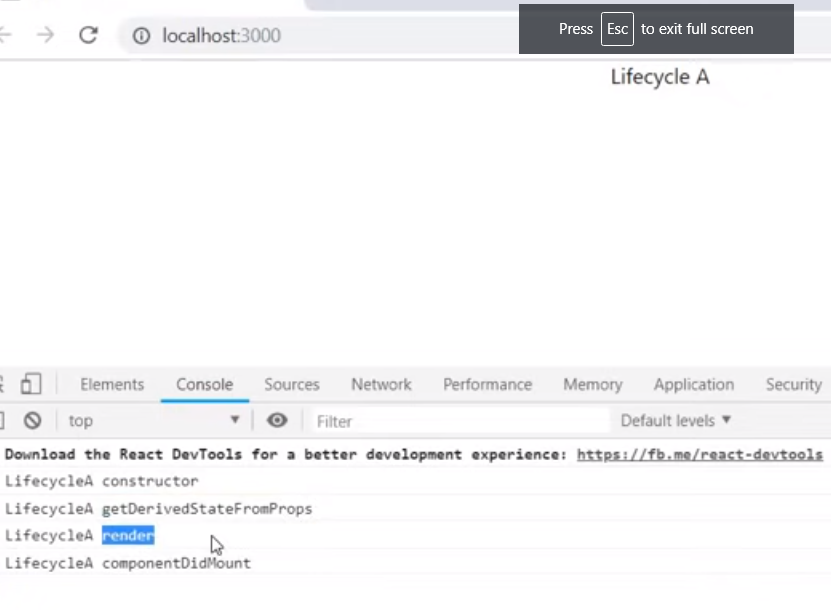 localhost:3000
Press Esc to exit full screen
Lifecycle A
Elements Console Sources Network Performance Memory Application Security
top Filter Default levels ▼
Download the React DevTools for a better development experience: https://fb.me/react-devtools
LifecycleA constructor
LifecycleA getDerivedStateFromProps
LifecycleA render
LifecycleA componentDidMount